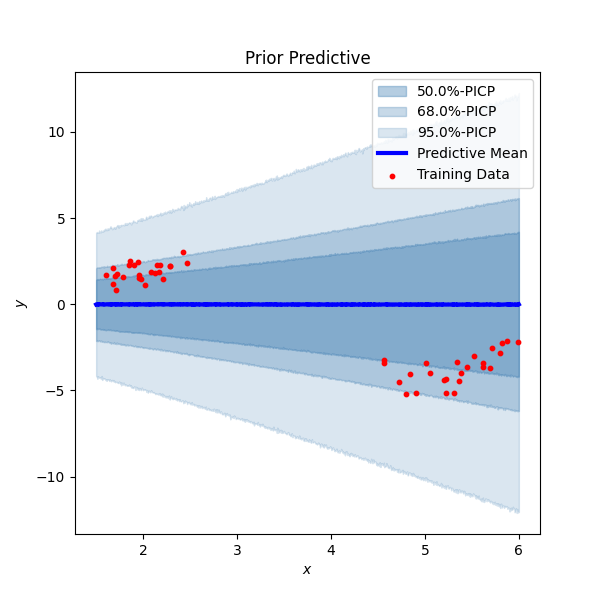 Prior Predictive
50.0%-PICP
68.0%-PICP
95.0%-PICP
Predictive Mean
Training Data
y
10
5
0
−5
−10
2 3 4 5 6
x